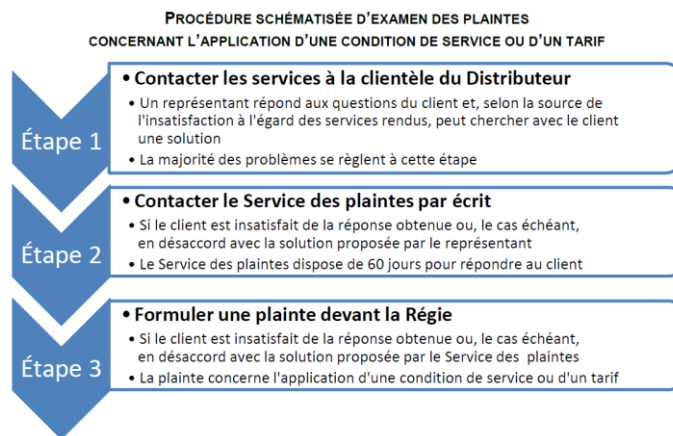 PROCÉDURE SCHÉMATISÉE D'EXAMEN DES PLAINTES
CONCERNANT L'APPLICATION D'UNE CONDITION DE SERVICE OU D'UN TARIF
Étape 1
• Contacter les services à la clientèle du Distributeur
• Un représentant répond aux questions du client et, selon la source de
l'insatisfaction à l'égard des services rendus, peut chercher avec le client
une solution
• La majorité des problèmes se règlent à cette étape
Étape 2
• Contacter le Service des plaintes par écrit
• Si le client est insatisfait de la réponse obtenue ou, le cas échéant,
en désaccord avec la solution proposée par le représentant
• Le Service des plaintes dispose de 60 jours pour répondre au client
Étape 3
• Formuler une plainte devant la Régie
• Si le client est insatisfait de la réponse obtenue ou, le cas échéant,
en désaccord avec la solution proposée par le Service des plaintes
• La plainte concerne l'application d'une condition de service ou d'un tarif